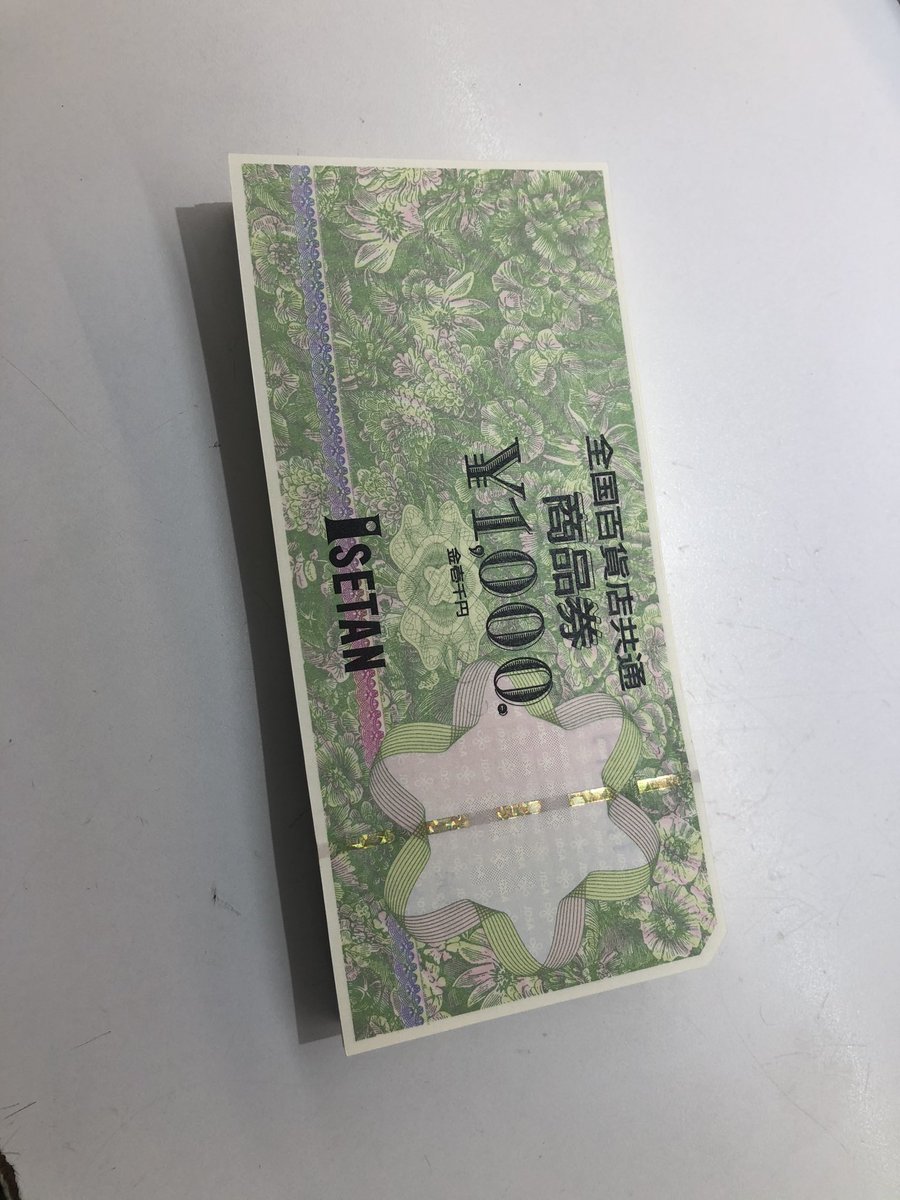 全国百貨店共通
商品券
¥1,000.
金壱千円
ISETAN